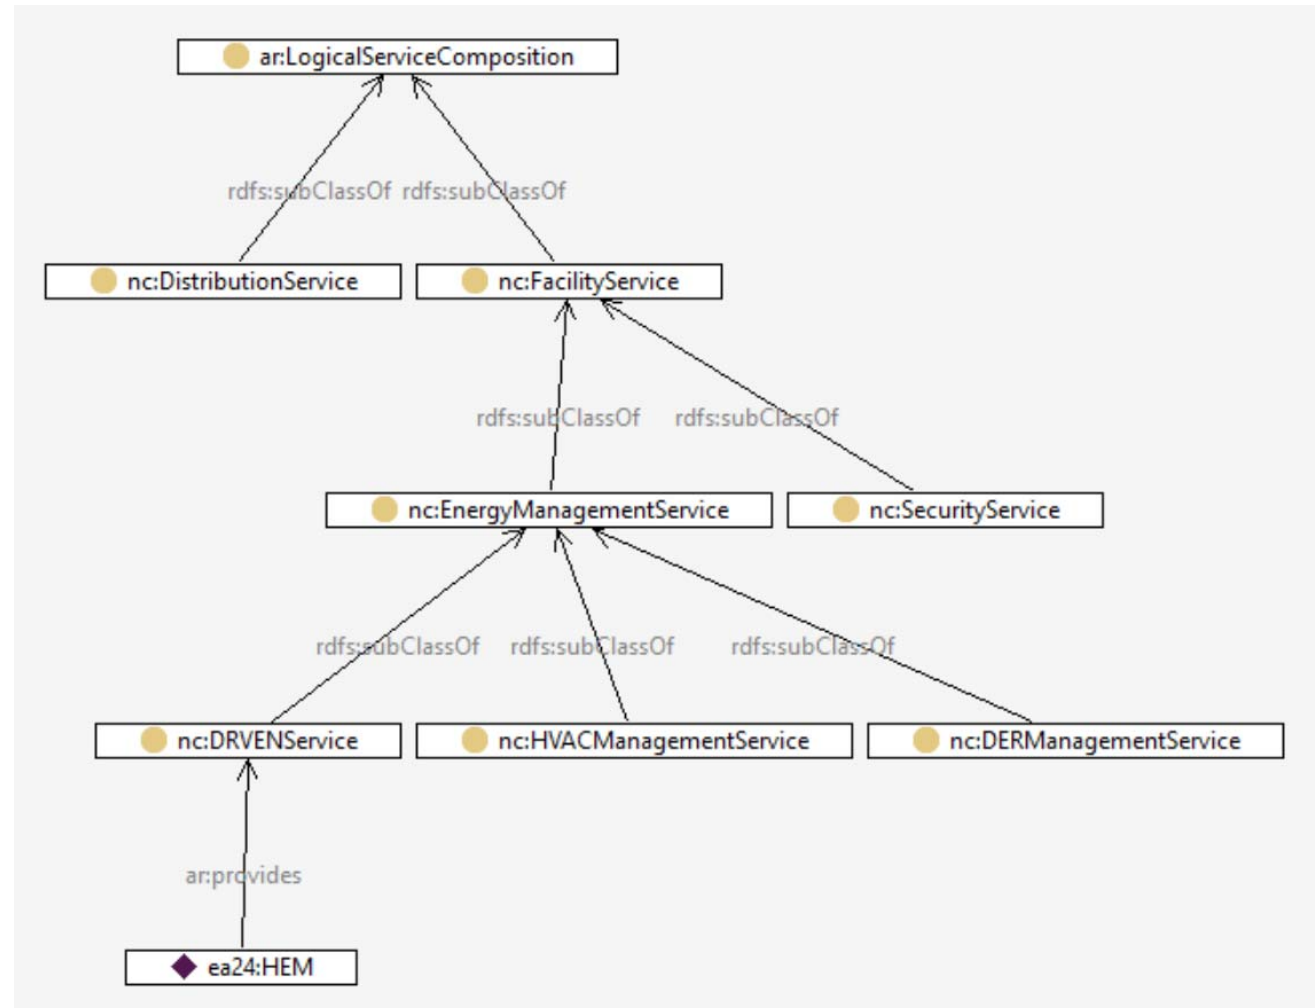 ar:LogicalServiceComposition
rdfs:subClassOf rdfs:subClassOf
nc:DistributionService nc:FacilityService
rdfs:subClassOf rdfs:subClassOf
nc:EnergyManagementService nc:SecurityService
rdfs:subClassOf rdfs:subClassOf rdfs:subClassOf
nc:DRVENService nc:HVACManagementService nc:DERManagementService
ar:provides
ea24:HEM